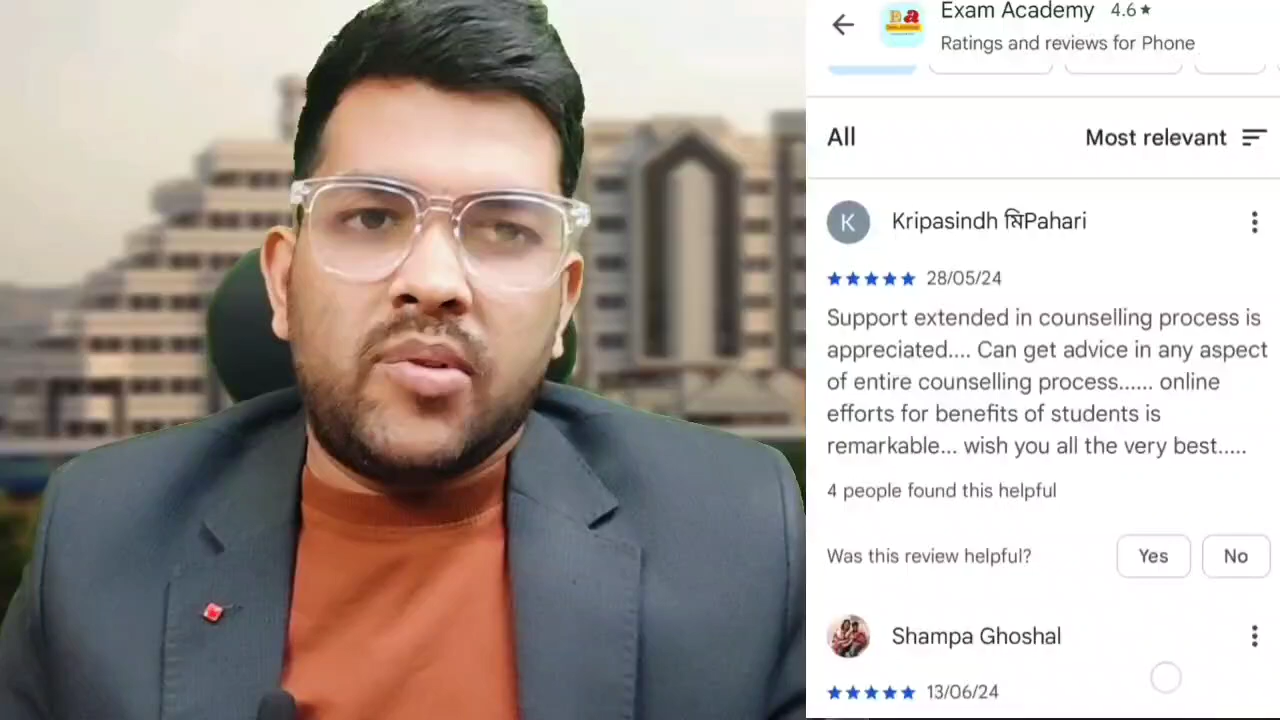 Exam Academy 4.6★
Ratings and reviews for Phone
All
Most relevant
K
Kripasindh মিPahari
28/05/24
Support extended in counselling process is
appreciated.... Can get advice in any aspect
of entire counselling process...... online
efforts for benefits of students is
remarkable... wish you all the very best.....
4 people found this helpful
Was this review helpful?
Yes
No
Shampa Ghoshal
13/06/24